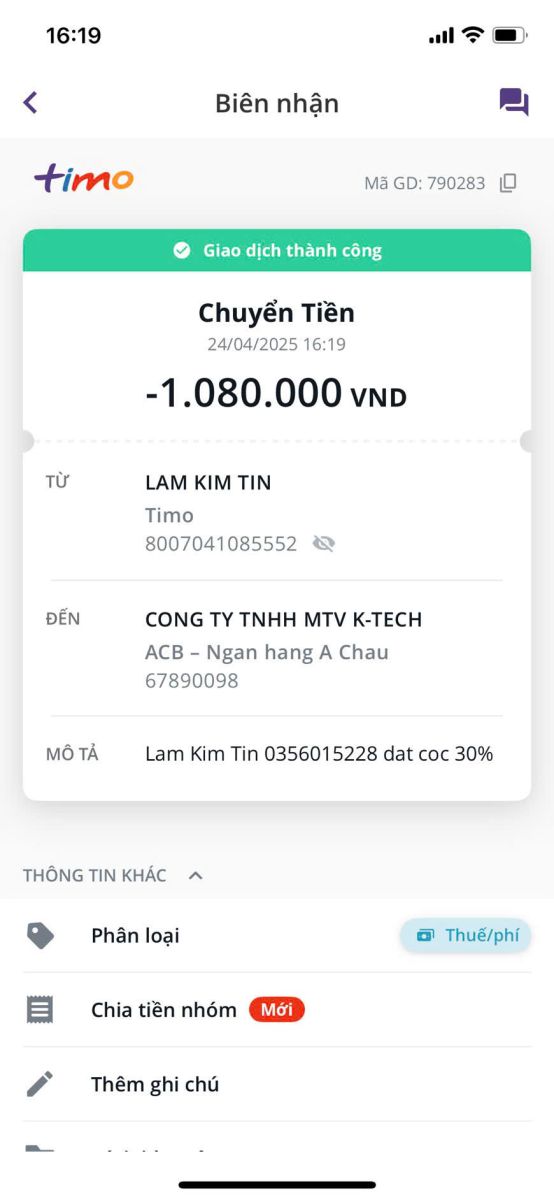 16:19
Biên nhận
timo
Mã GD: 790283
Giao dịch thành công
Chuyển Tiền
24/04/2025 16:19
-1.080.000 VND
TỪ
LAM KIM TIN
Timo
8007041085552
ĐẾN
CONG TY TNHH MTV K-TECH
ACB – Ngan hang A Chau
67890098
MÔ TẢ
Lam Kim Tin 0356015228 dat coc 30%
THÔNG TIN KHÁC
Phân loại
Thuế/phí
Chia tiền nhóm Mới
Thêm ghi chú